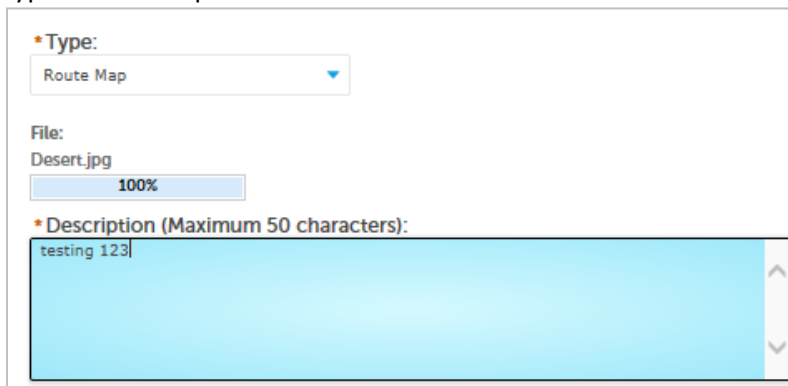 *Type:
Route Map
File:
Desert.jpg
100%
*Description (Maximum 50 characters):
testing 123